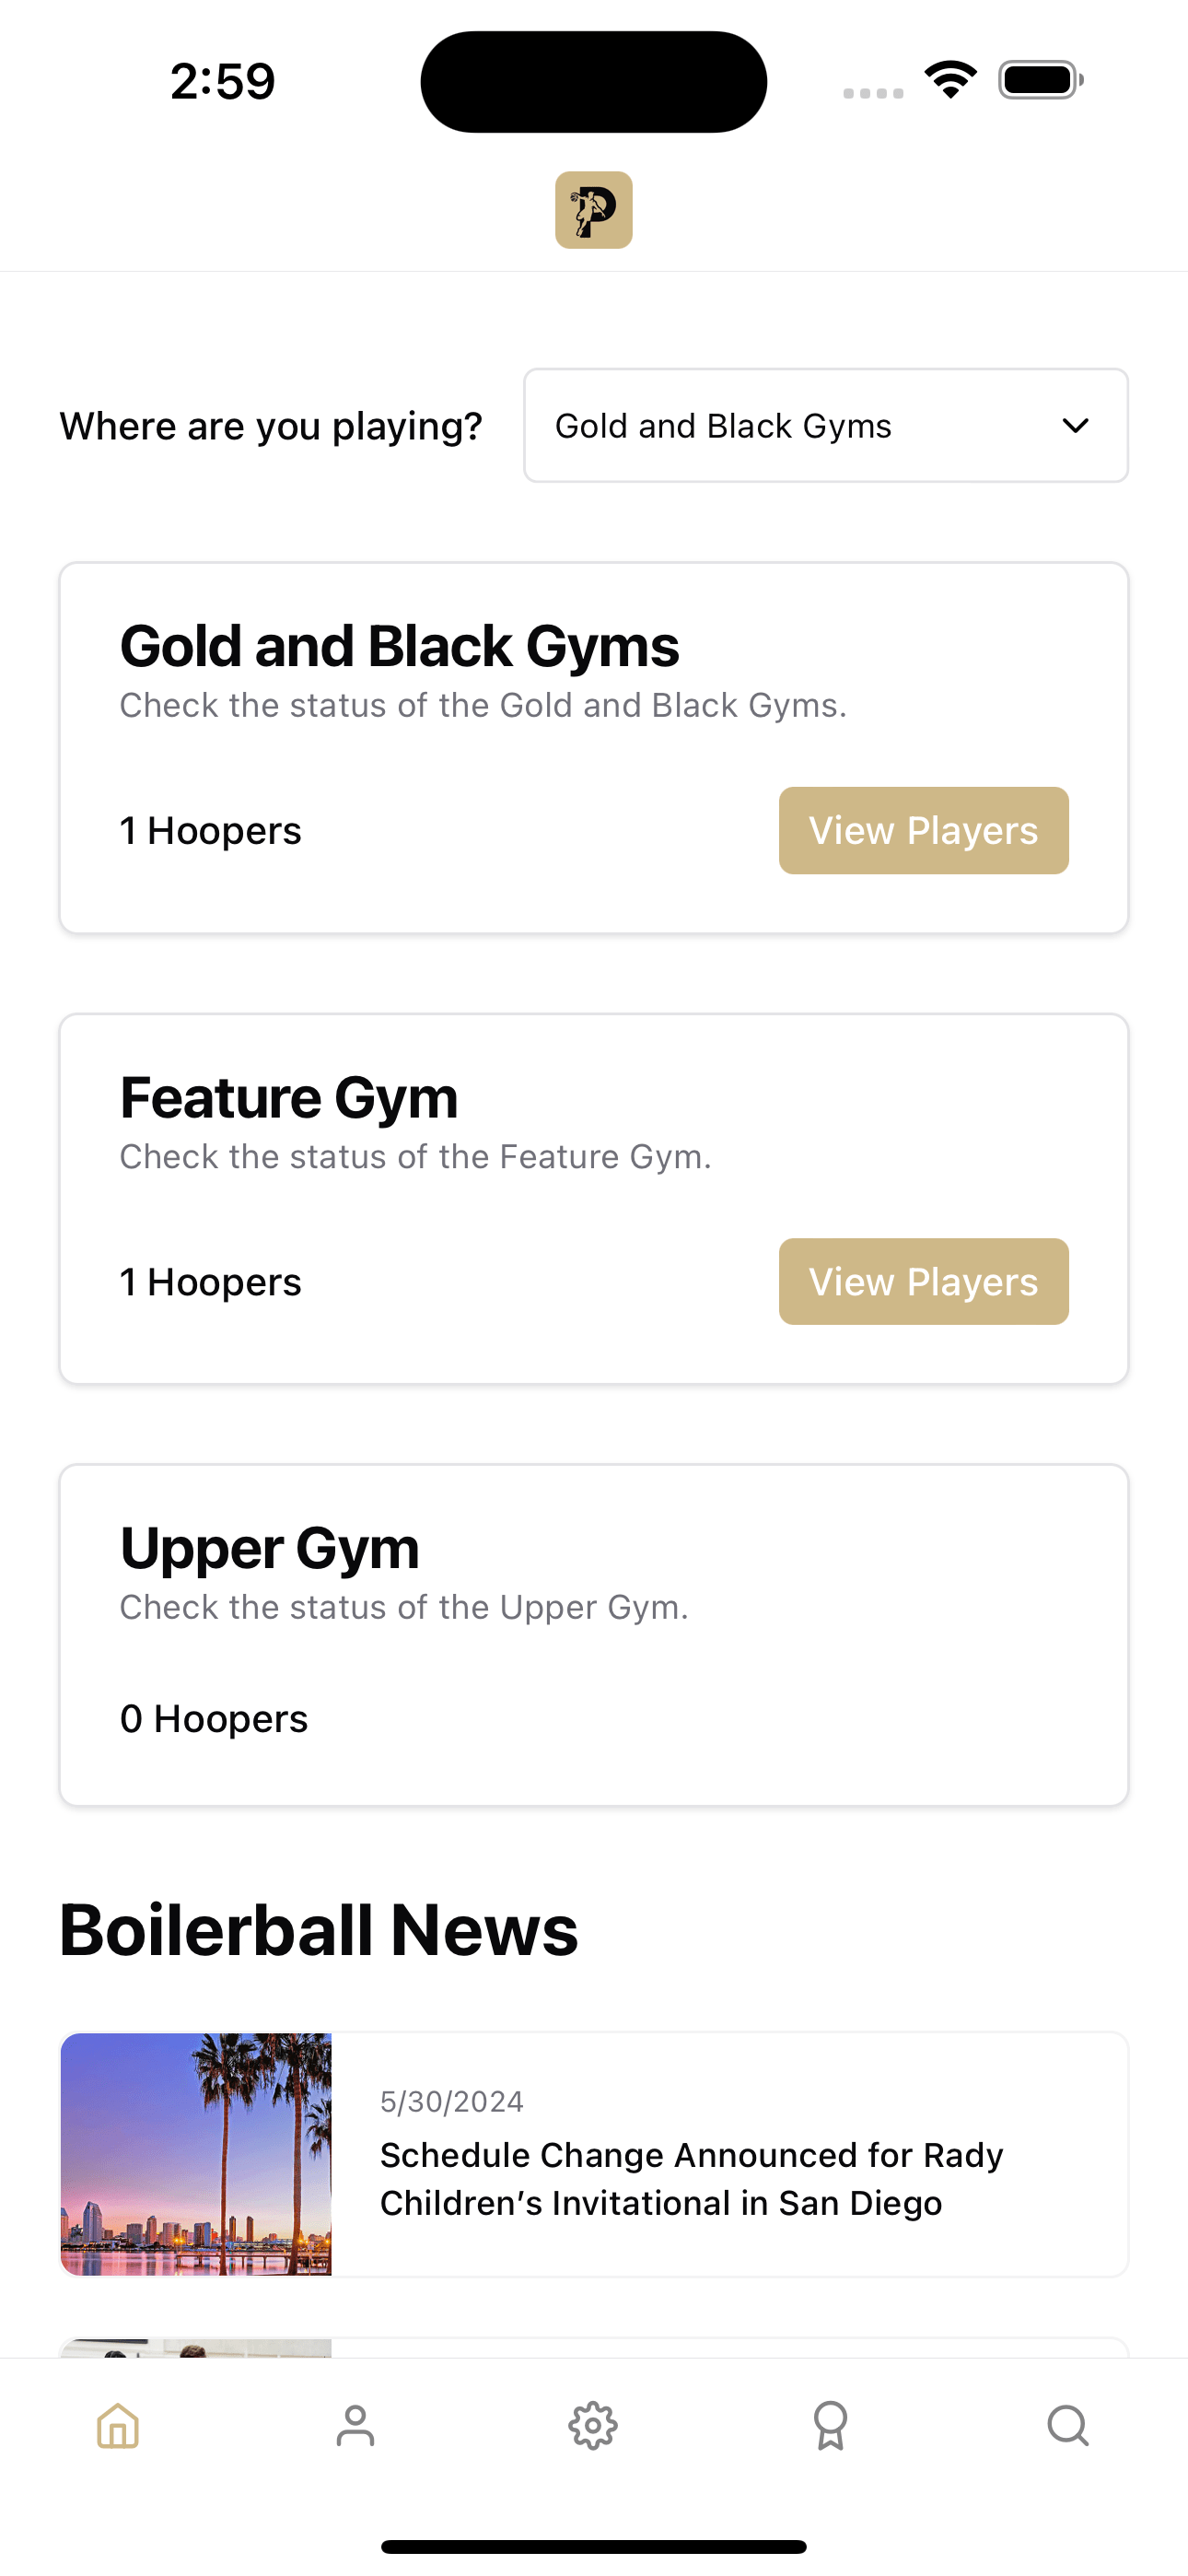 2:59
P
Where are you playing?
Gold and Black Gyms
Gold and Black Gyms
Check the status of the Gold and Black Gyms.
1 Hoopers
View Players
Feature Gym
Check the status of the Feature Gym.
1 Hoopers
View Players
Upper Gym
Check the status of the Upper Gym.
0 Hoopers
Boilerball News
5/30/2024
Schedule Change Announced for Rady
Children’s Invitational in San Diego